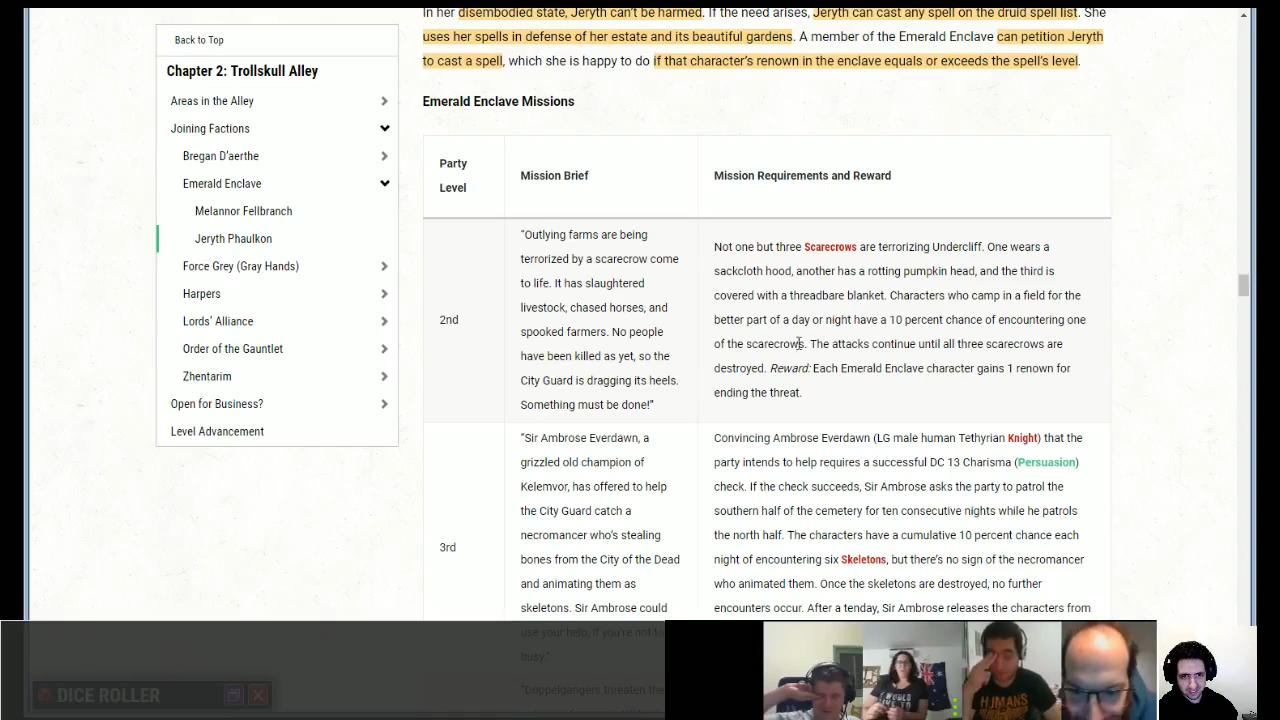 In her disembodied state, Jeryth can't be harmed. If the need arises, Jeryth can cast any spell on the druid spell list. She
uses her spells in defense of her estate and its beautiful gardens. A member of the Emerald Enclave can petition Jeryth
to cast a spell, which she is happy to do if that character's renown in the enclave equals or exceeds the spell's level.
Back to Top
Chapter 2: Trollskull Alley
Areas in the Alley
Joining Factions
Bregan D'aerthe
Emerald Enclave
Melannor Fellbranch
Jeryth Phaulkon
Force Grey (Gray Hands)
Harpers
Lords' Alliance
Order of the Gauntlet
Zhentarim
Open for Business?
Level Advancement
Emerald Enclave Missions
Party
Level
Mission Brief
Mission Requirements and Reward
2nd
"Outlying farms are being
terrorized by a scarecrow come
to life. It has slaughtered
livestock, chased horses, and
spooked farmers. No people
have been killed as yet, so the
City Guard is dragging its heels.
Something must be done!"
Not one but three Scarecrows are terrorizing Undercliff. One wears a
sackcloth hood, another has a rotting pumpkin head, and the third is
covered with a threadbare blanket. Characters who camp in a field for the
better part of a day or night have a 10 percent chance of encountering one
of the scarecrows. The attacks continue until all three scarecrows are
destroyed. Reward: Each Emerald Enclave character gains 1 renown for
ending the threat.
3rd
"Sir Ambrose Everdawn, a
grizzled old champion of
Kelemvor, has offered to help
the City Guard catch a
necromancer who's stealing
bones from the City of the Dead
and animating them as
skeletons. Sir Ambrose could
use your help, if you're not too
busy."
"Doppelgangers threaten the
Convincing Ambrose Everdawn (LG male human Tethyrian Knight) that the
party intends to help requires a successful DC 13 Charisma (Persuasion)
check. If the check succeeds, Sir Ambrose asks the party to patrol the
southern half of the cemetery for ten consecutive nights while he patrols
the north half. The characters have a cumulative 10 percent chance each
night of encountering six Skeletons, but there's no sign of the necromancer
who animated them. Once the skeletons are destroyed, no further
encounters occur. After a tenday, Sir Ambrose releases the characters from
DICE ROLLER
HUMANS